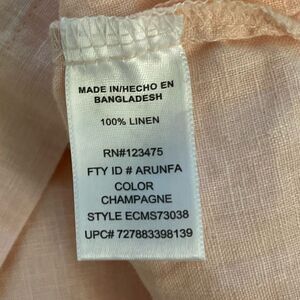 MADE IN/HECHO EN
BANGLADESH
100% LINEN
RN#123475
FTY ID # ARUNFA
COLOR
CHAMPAGNE
STYLE ECMS73038
UPC# 727883398139